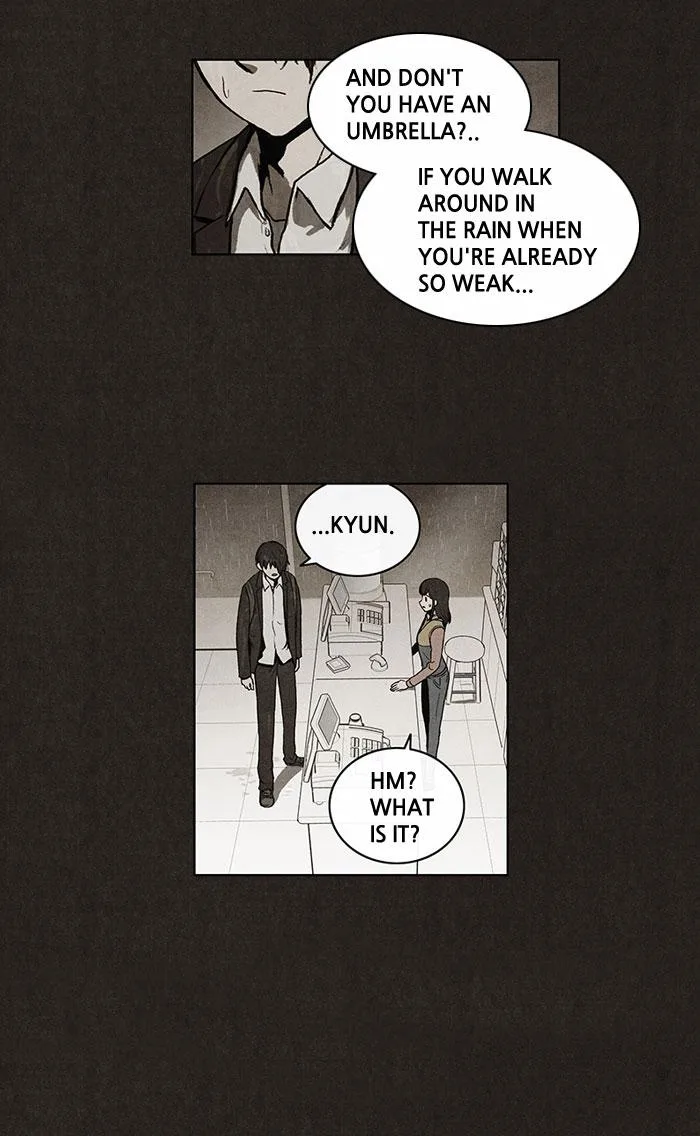 AND DON'T
YOU HAVE AN
UMBRELLA?..
IF YOU WALK
AROUND IN
THE RAIN WHEN
YOU'RE ALREADY
SO WEAK...
...KYUN.
HM?
WHAT
IS IT?